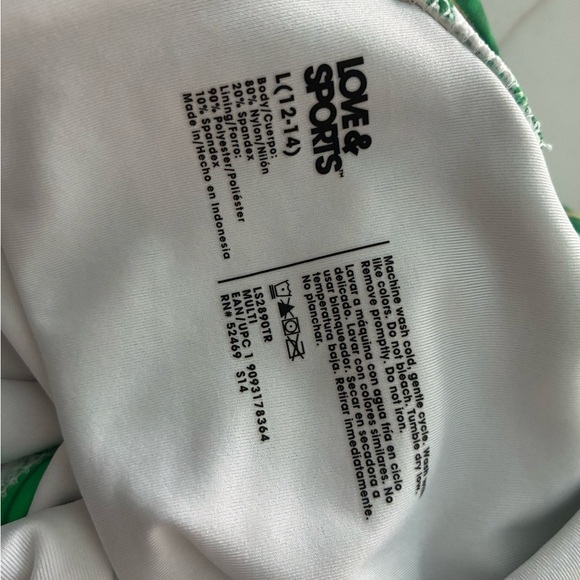 LOVE &
SPORTS™
L(12-14)
Body/Cuerpo:
80% Nylon/Nilón
20% Spandex
Lining/Forro:
90% Polyester/Poliéster
10% Spandex
Made in/Hecho en Indonesia
Machine wash cold, gentle cycle. Wash
like colors. Do not bleach. Tumble dry low.
Remove promptly. Do not iron.
Lavar a máquina con agua fría en ciclo
delicado. Lavar con colores similares. No
usar blanqueador. Secar en secadora a
temperatura baja. Retirar inmediatamente.
No planchar.
LS2890TR
MULTI
EAN/UPC 1 9093178364
RN# 52469 S14